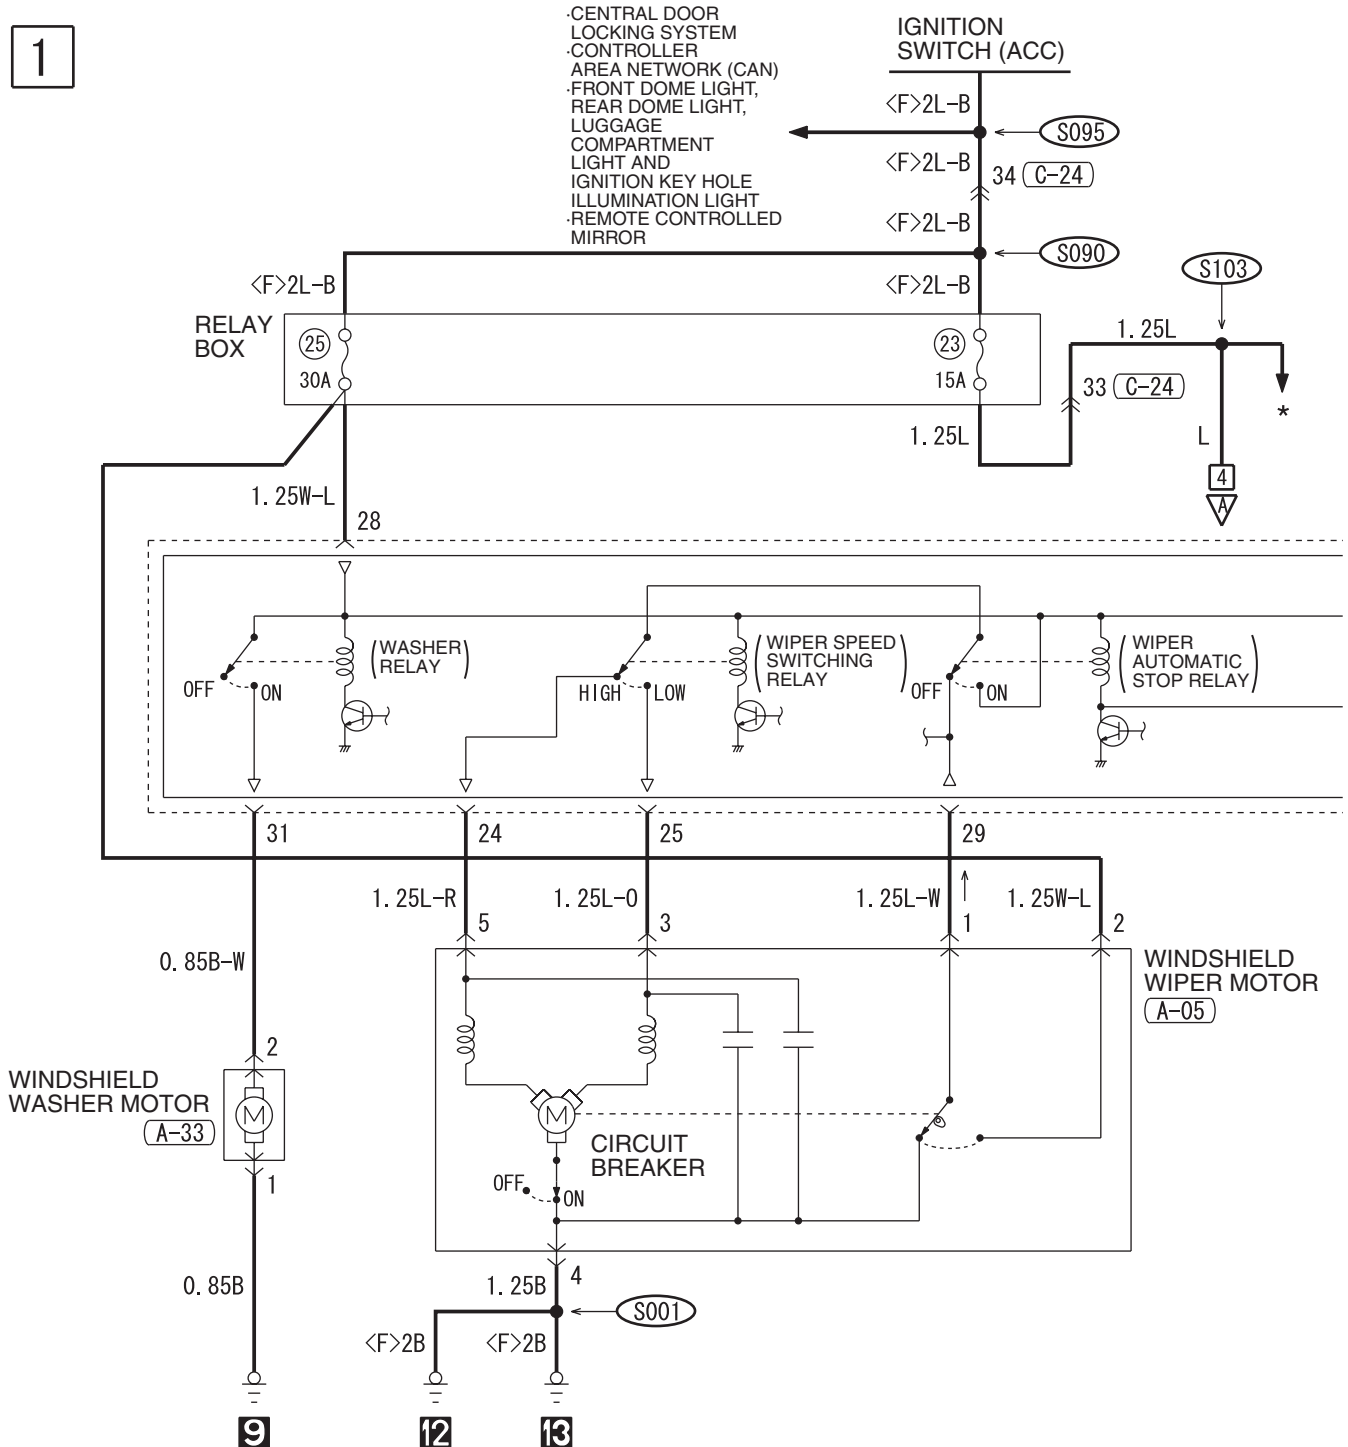 1
·CENTRAL DOOR
LOCKING SYSTEM
·CONTROLLER
AREA NETWORK (CAN)
·FRONT DOME LIGHT,
REAR DOME LIGHT,
LUGGAGE
COMPARTMENT
LIGHT AND
IGNITION KEY HOLE
ILLUMINATION LIGHT
·REMOTE CONTROLLED
MIRROR
IGNITION
SWITCH (ACC)
<F>2L-B
S095
<F>2L-B
34 C-24
<F>2L-B
S090
<F>2L-B
<F>2L-B
S103
RELAY
BOX
25
30A
23
15A
1.25L
33 C-24
*
1.25L
L
4
A
1.25W-L
28
(WASHER
RELAY)
OFF
ON
(WIPER SPEED
SWITCHING
RELAY)
HIGH
LOW
(WIPER
AUTOMATIC
STOP RELAY)
OFF
ON
31
24
25
29
1.25L-R
1.25L-O
1.25L-W
1.25W-L
5
3
1
2
0.85B-W
WINDSHIELD
WIPER MOTOR
A-05
2
WINDSHIELD
WASHER MOTOR
A-33
M
1
M
CIRCUIT
BREAKER
OFF
ON
0.85B
1.25B
4
S001
<F>2B
<F>2B
9
12
13